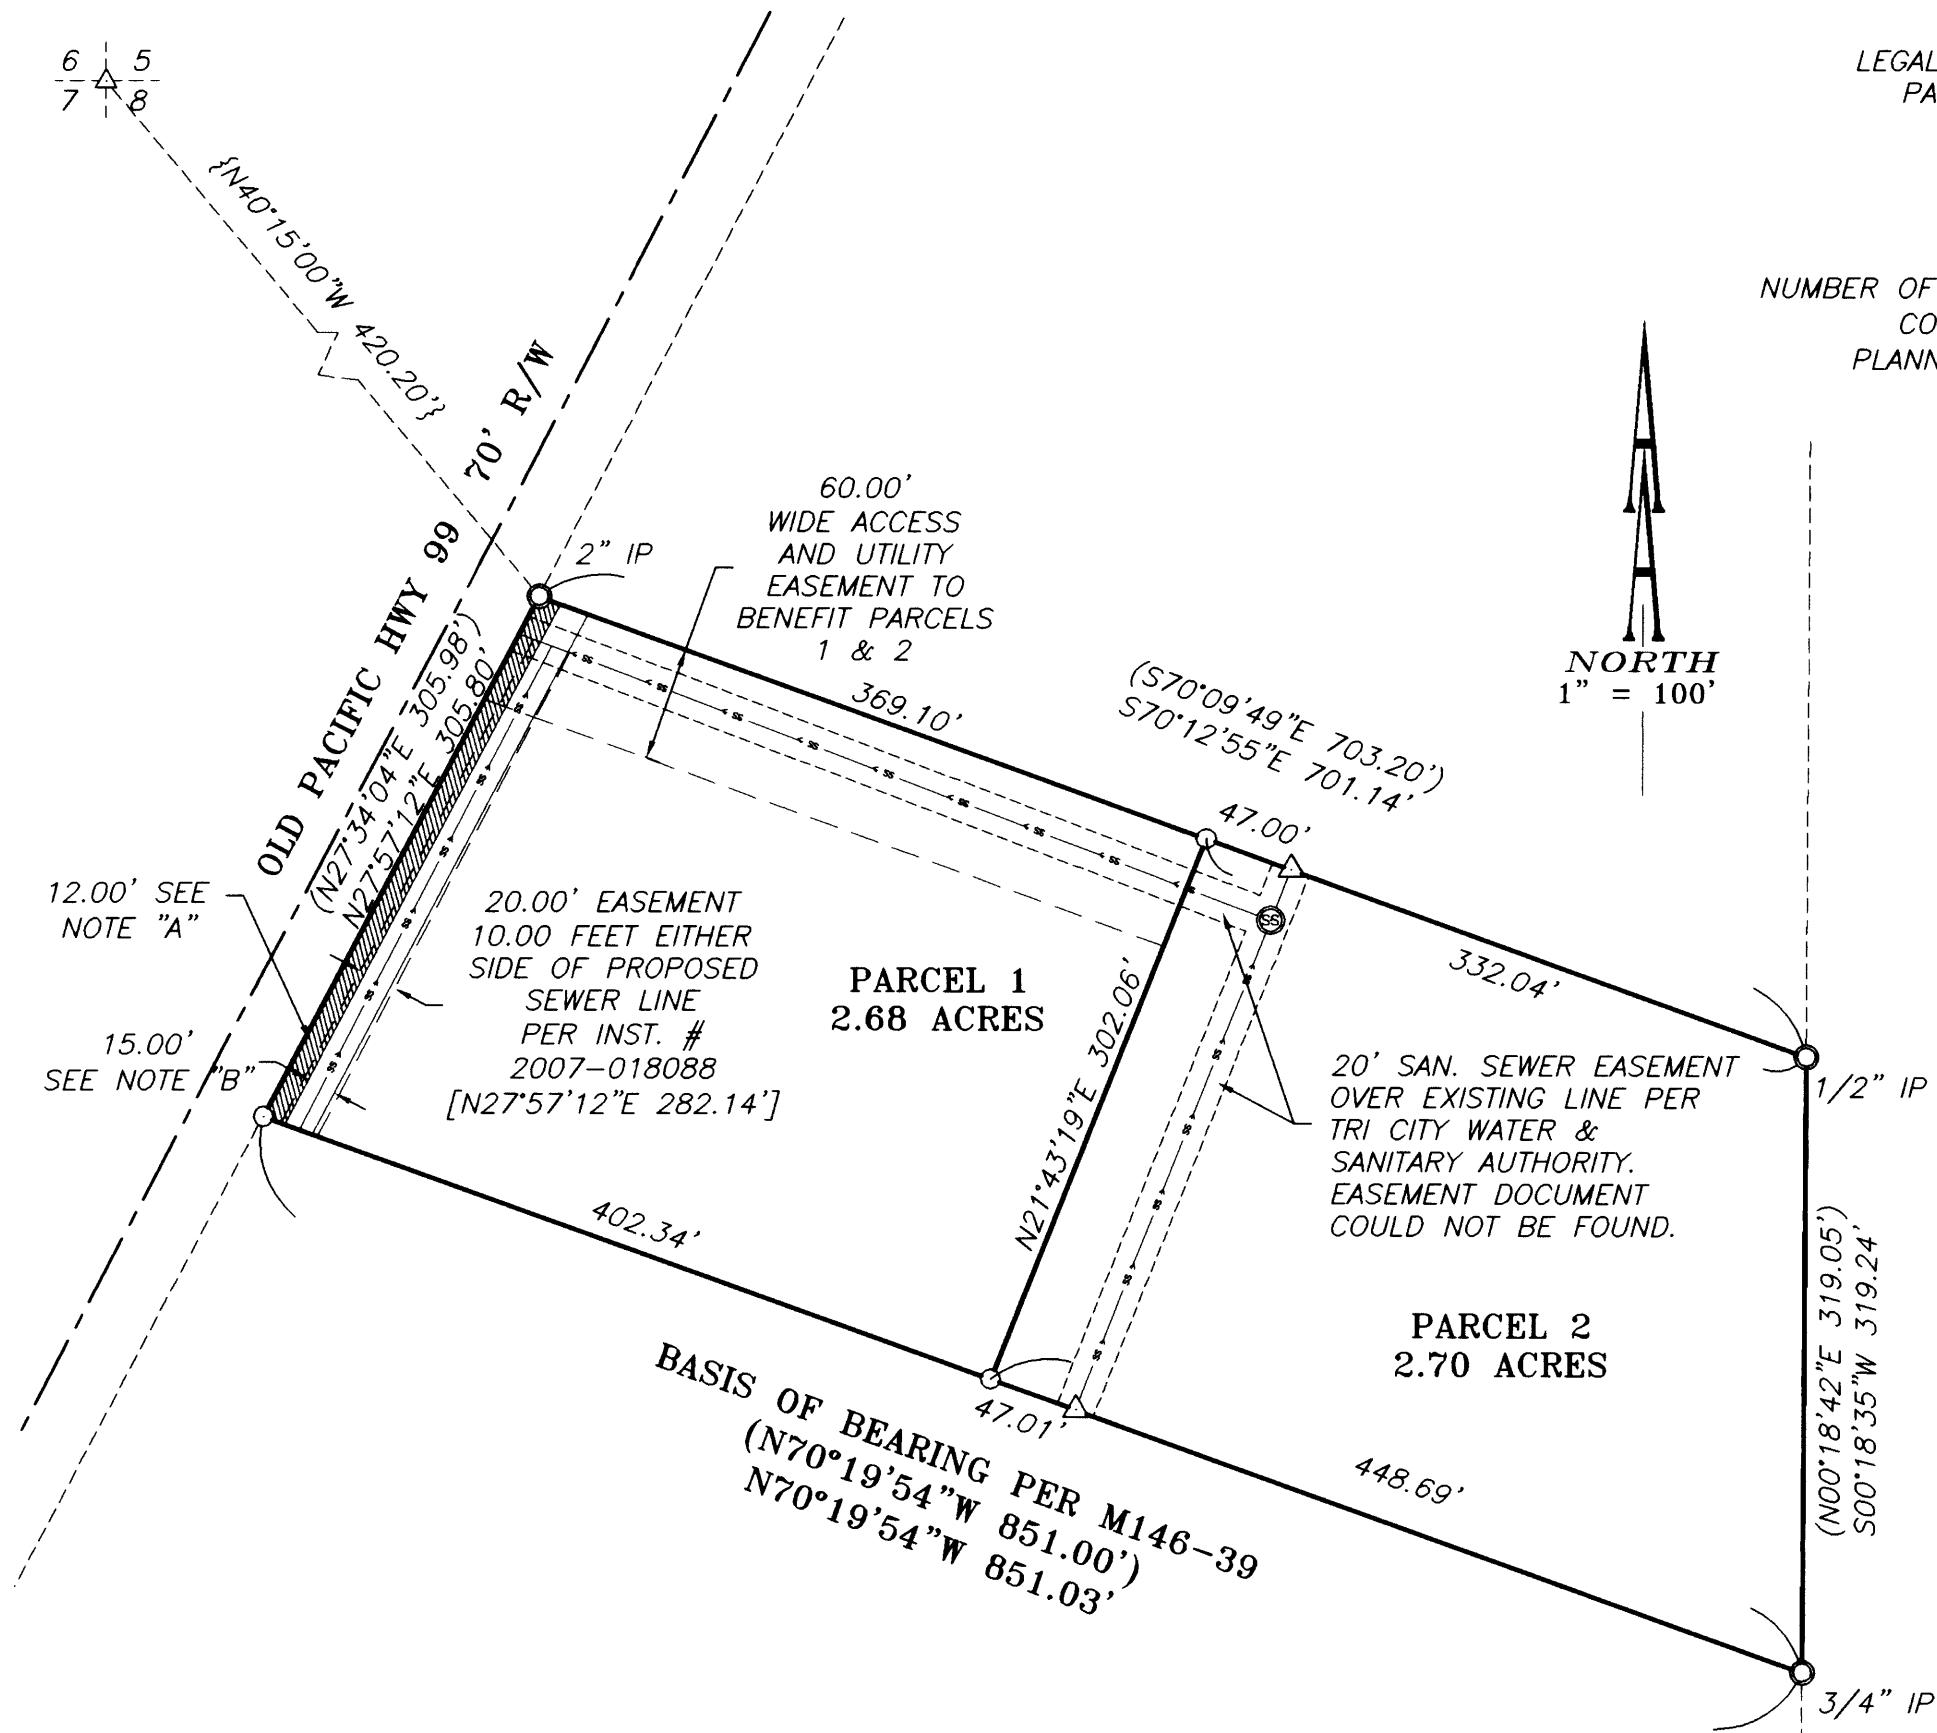 6 5
7 8
{N40°15'00"W 420.20'}
LEGAL
PA
NUMBER OF
CO
PLANN
OLD PACIFIC HWY 99 70' R/W
2" IP
60.00'
WIDE ACCESS
AND UTILITY
EASEMENT TO
BENEFIT PARCELS
1 & 2
NORTH
1" = 100'
369.10'
(S70°09'49"E 703.20')
S70°12'55"E 701.14'
47.00'
332.04'
(N27°34'04"E 305.98')
N27°57'12"E 305.80'
12.00' SEE
NOTE "A"
15.00'
SEE NOTE "B"
20.00' EASEMENT
10.00 FEET EITHER
SIDE OF PROPOSED
SEWER LINE
PER INST. #
2007-018088
[N27°57'12"E 282.14']
PARCEL 1
2.68 ACRES
N21°43'19"E 302.06'
SS
20' SAN. SEWER EASEMENT
OVER EXISTING LINE PER
TRI CITY WATER &
SANITARY AUTHORITY.
EASEMENT DOCUMENT
COULD NOT BE FOUND.
1/2" IP
402.34'
PARCEL 2
2.70 ACRES
(N00°18'42"E 319.05')
S00°18'35"W 319.24'
47.01'
448.69'
BASIS OF BEARING PER M146-39
(N70°19'54"W 851.00')
N70°19'54"W 851.03'
3/4" IP